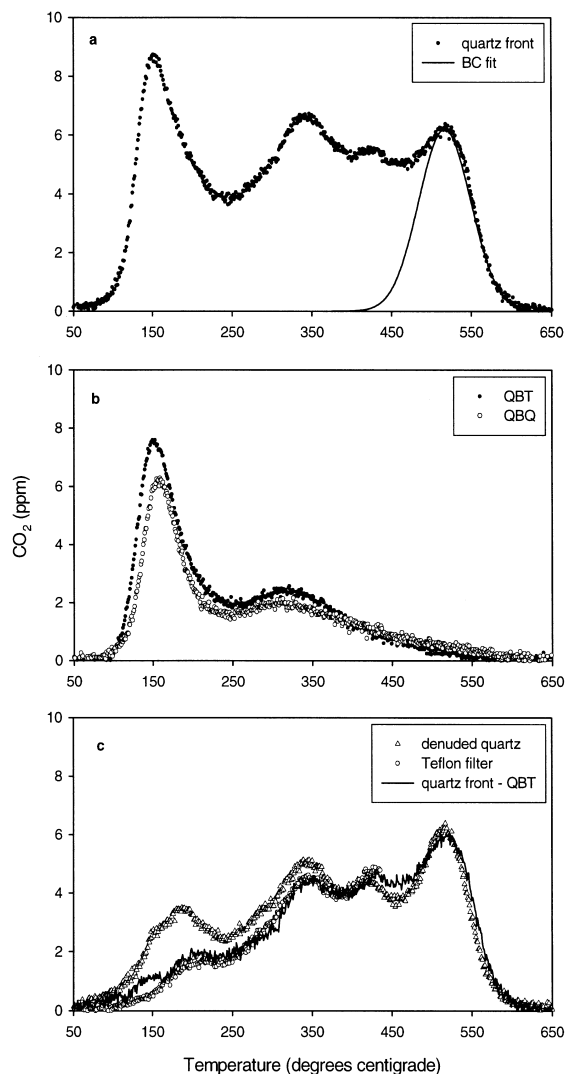 10
a
quartz front
BC fit
8
6
4
2
0
50 150 250 350 450 550 650
10
b
QBT
QBQ
8
6
4
2
0
50 150 250 350 450 550 650
CO2 (ppm)
10
c
denuded quartz
Teflon filter
quartz front - QBT
8
6
4
2
0
50 150 250 350 450 550 650
Temperature (degrees centigrade)